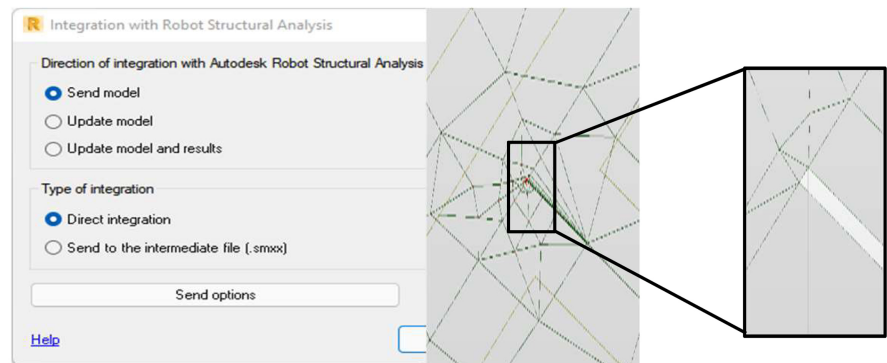 R Integration with Robot Structural Analysis
Direction of integration with Autodesk Robot Structural Analysis
Send model
Update model
Update model and results
Type of integration
Direct integration
Send to the intermediate file (.smxx)
Send options
Help